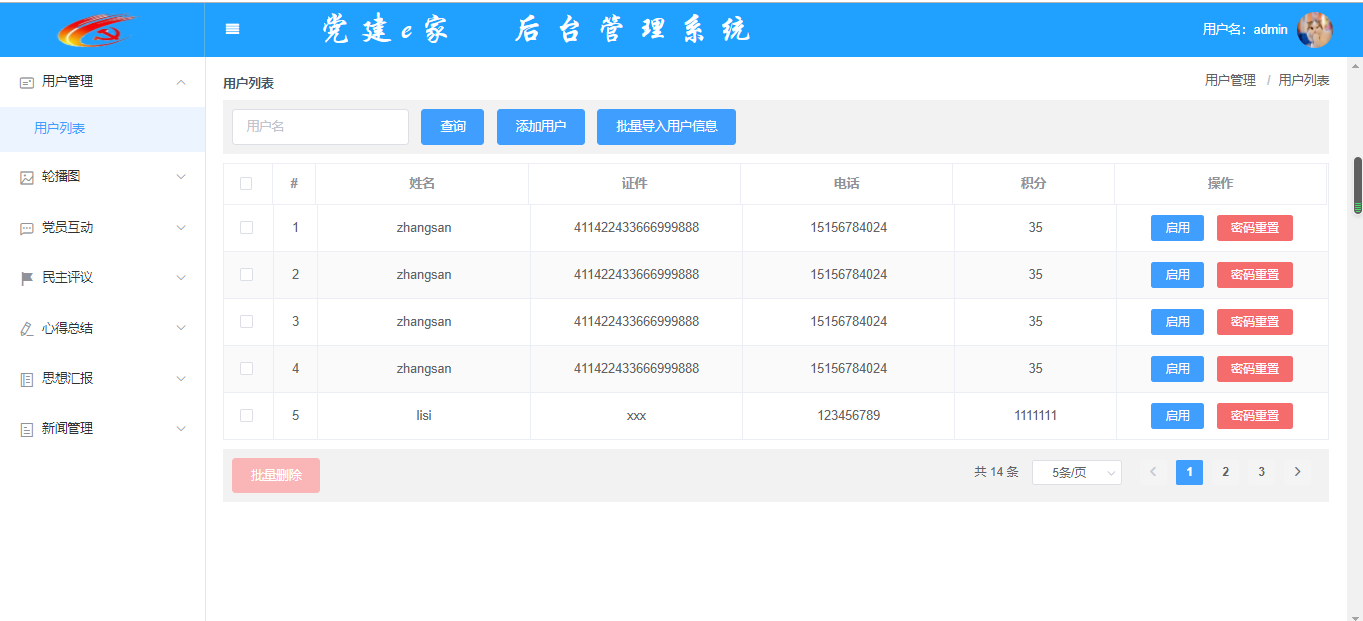 党建e家 后台管理系统
用户名：admin
用户管理
用户列表
轮播图
党员互动
民主评议
心得总结
思想汇报
新闻管理
用户列表
用户管理 / 用户列表
用户名 查询 添加用户 批量导入用户信息
# 姓名 证件 电话 积分 操作
1 zhangsan 411422433666999888 15156784024 35 启用 密码重置
2 zhangsan 411422433666999888 15156784024 35 启用 密码重置
3 zhangsan 411422433666999888 15156784024 35 启用 密码重置
4 zhangsan 411422433666999888 15156784024 35 启用 密码重置
5 lisi xxx 123456789 1111111 启用 密码重置
批量删除 共 14 条 5条/页 1 2 3